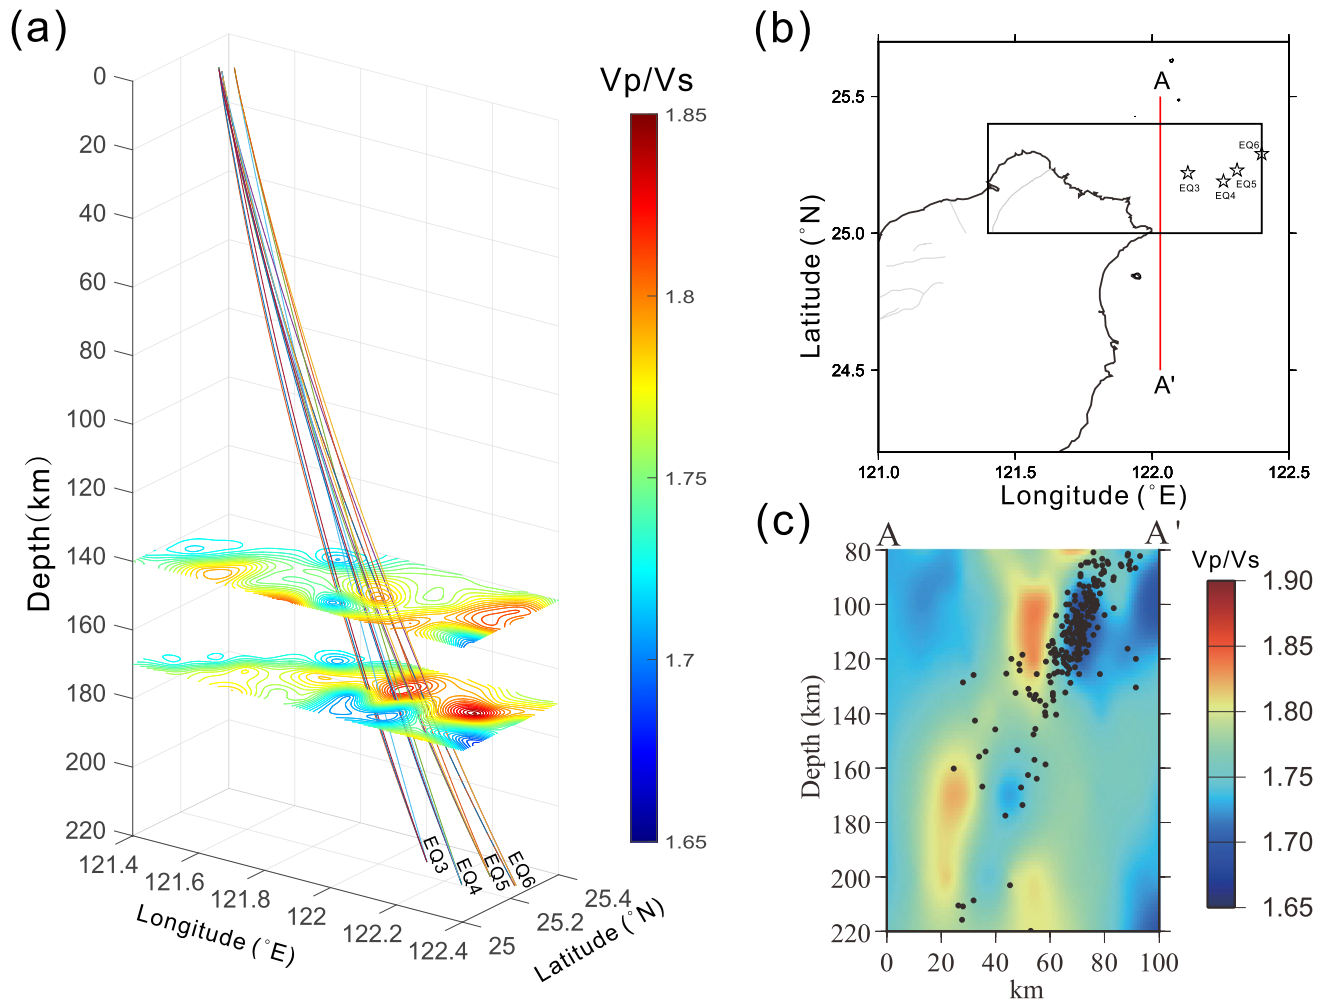 (a)
0
20
40
60
80
100
120
140
160
180
200
220
Depth(km)
121.4
121.6
121.8
122
122.2
122.4
Longitude (°E)
25
25.2
25.4
Latitude (°N)
EQ3
EQ4
EQ5
EQ6
Vp/Vs
1.85
1.8
1.75
1.7
1.65
(b)
25.5
25.0
24.5
Latitude (°N)
121.0
121.5
122.0
122.5
Longitude (°E)
A
A'
EQ6
EQ3
EQ5
EQ4
(c)
A
A'
80
100
120
140
160
180
200
220
Depth (km)
0
20
40
60
80
100
km
Vp/Vs
1.90
1.85
1.80
1.75
1.70
1.65